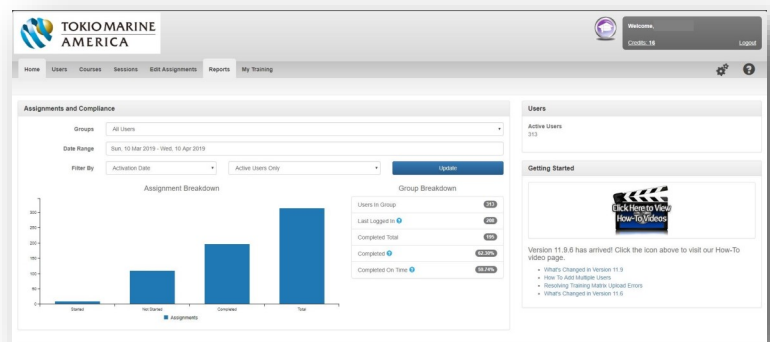 TOKIO MARINE
AMERICA
Welcome,
Credits: 16
Logout
Home Users Courses Sessions Edit Assignments Reports My Training
Assignments and Compliance
Groups All Users
Date Range Sun, 10 Mar 2019 - Wed, 10 Apr 2019
Filter By Activation Date Active Users Only Update
Assignment Breakdown
300
250
200
150
100
50
0
Started Not Started Completed Total
Assignments
Group Breakdown
Users In Group 313
Last Logged In
Completed Total
Completed 62.30%
Completed On Time
Users
Active Users
313
Getting Started
Click Here to View
How-To Videos
Version 11.9.6 has arrived! Click the icon above to visit our How-To
video page.
What's Changed in Version 11.9
How To Add Multiple Users
Resolving Training Matrix Upload Errors
What's Changed in Version 11.6